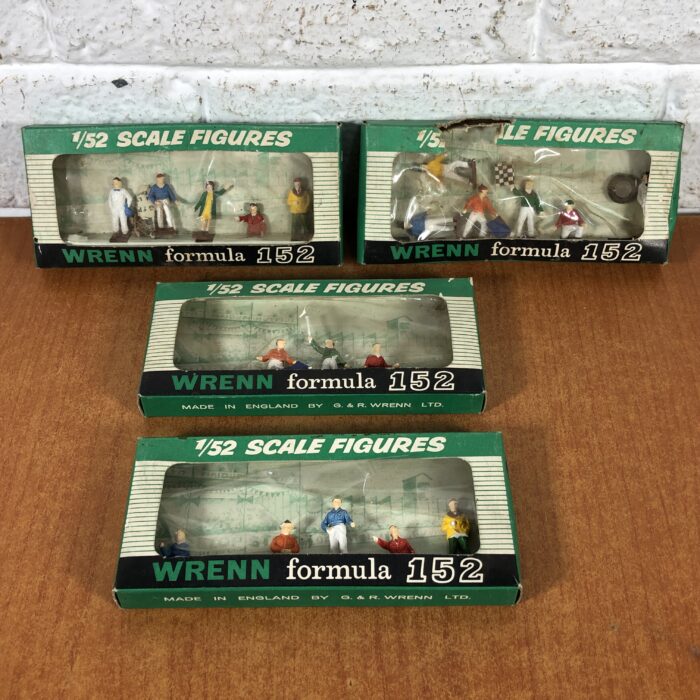 1/52 SCALE FIGURES
WRENN formula 152
1/5 LE FIGURES
WRENN formula 152
1/52 SCALE FIGURES
WRENN formula 152
MADE IN ENGLAND BY G. & R. WRENN LTD.
1/52 SCALE FIGURES
WRENN formula 152
MADE IN ENGLAND BY G. & R. WRENN LTD.